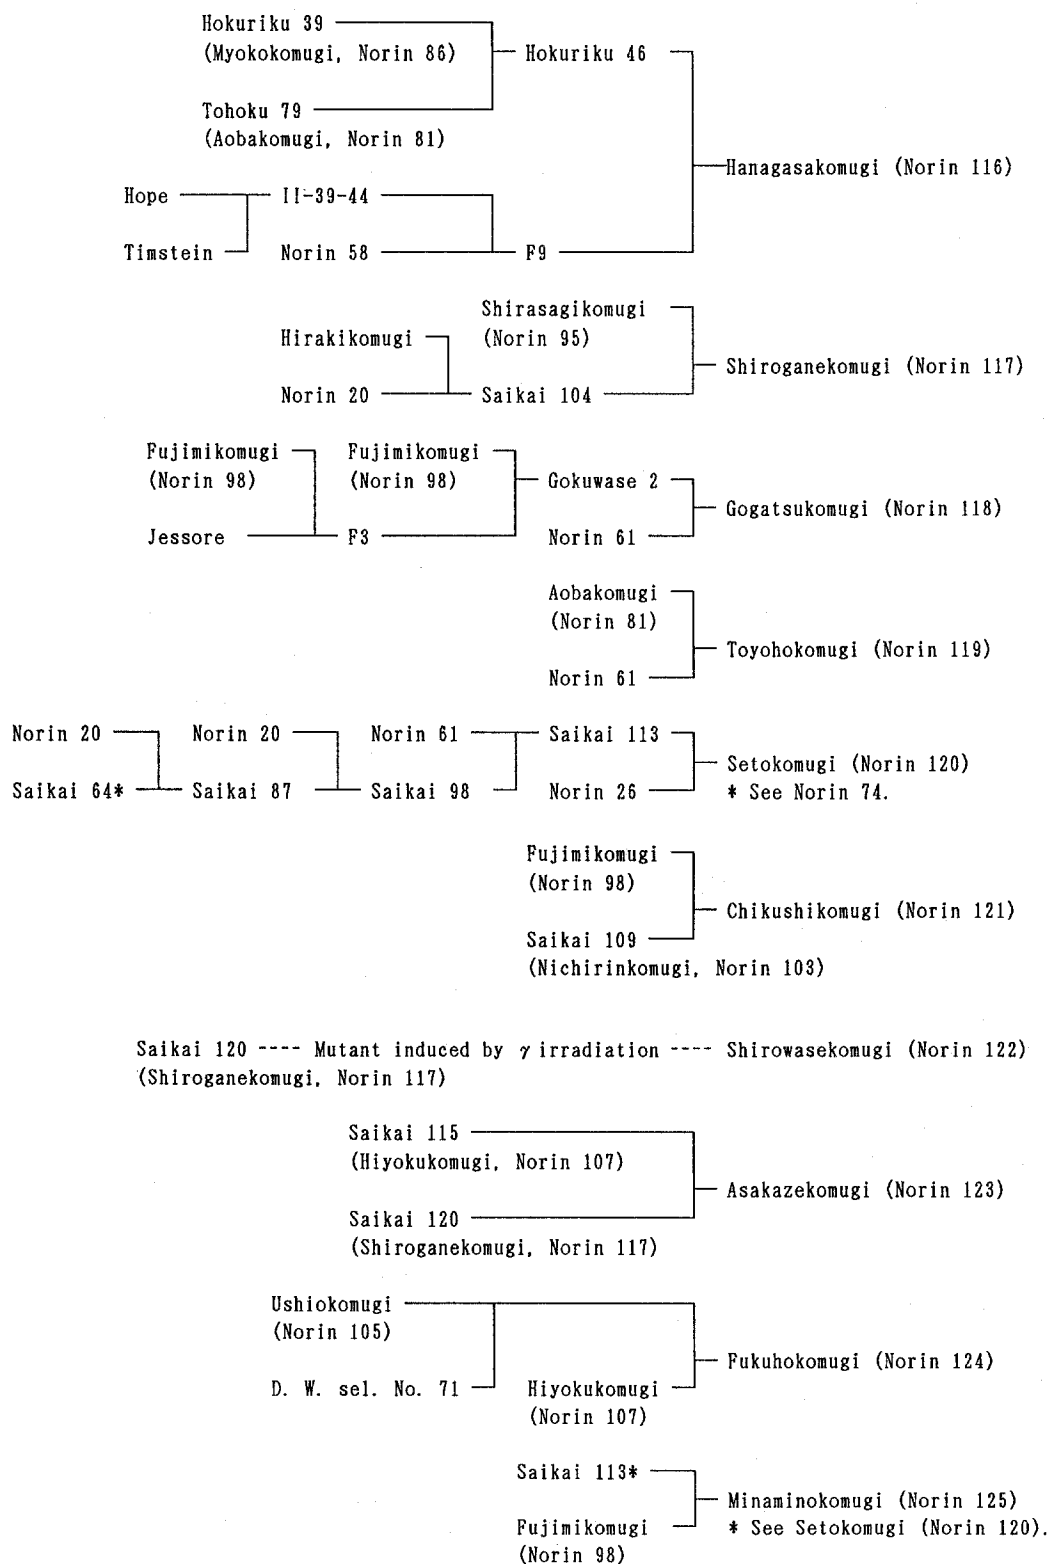 Hokuriku 39
(Myokokomugi, Norin 86)
Hokuriku 46
Tohoku 79
(Aobakomugi, Norin 81)
Hanagasakomugi (Norin 116)
Hope
II-39-44
Timstein
Norin 58
F9
Shirasagikomugi
(Norin 95)
Hirakikomugi
Shiroganekomugi (Norin 117)
Norin 20
Saikai 104
Fujimikomugi
(Norin 98)
Fujimikomugi
(Norin 98)
Gokuwase 2
Gogatsukomugi (Norin 118)
Jessore
F3
Norin 61
Aobakomugi
(Norin 81)
Toyohokomugi (Norin 119)
Norin 61
Norin 20
Norin 20
Norin 61
Saikai 113
Setokomugi (Norin 120)
Saikai 64*
Saikai 87
Saikai 98
Norin 26
* See Norin 74.
Fujimikomugi
(Norin 98)
Chikushikomugi (Norin 121)
Saikai 109
(Nichirinkomugi, Norin 103)
Saikai 120 ---- Mutant induced by γ irradiation ---- Shirowasekomugi (Norin 122)
(Shiroganekomugi, Norin 117)
Saikai 115
(Hiyokukomugi, Norin 107)
Asakazekomugi (Norin 123)
Saikai 120
(Shiroganekomugi, Norin 117)
Ushiokomugi
(Norin 105)
Fukuhokomugi (Norin 124)
D. W. sel. No. 71
Hiyokukomugi
(Norin 107)
Saikai 113*
Minaminokomugi (Norin 125)
Fujimikomugi
(Norin 98)
* See Setokomugi (Norin 120).